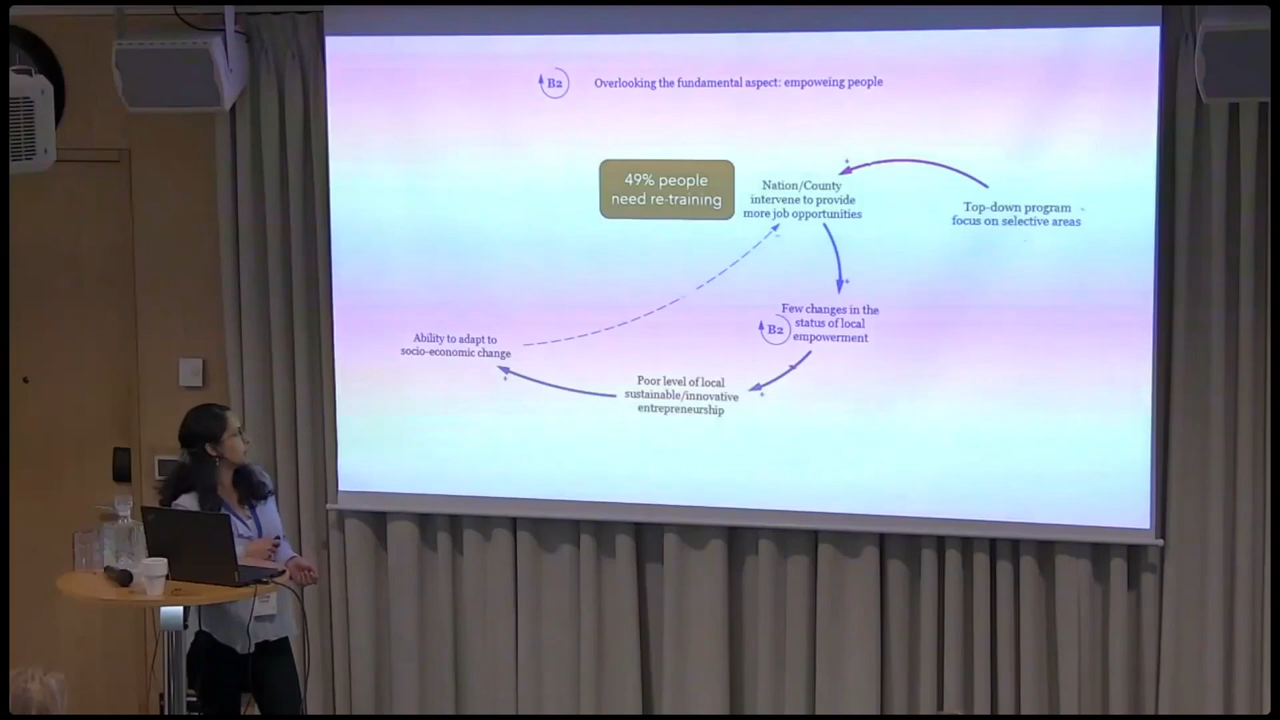 B2
Overlooking the fundamental aspect: empoweing people
49% people
need re-training
Nation/County
intervene to provide
more job opportunities
Top-down program
focus on selective areas
Few changes in the
status of local
empowerment
B2
Ability to adapt to
socio-economic change
Poor level of local
sustainable/innovative
entrepreneurship